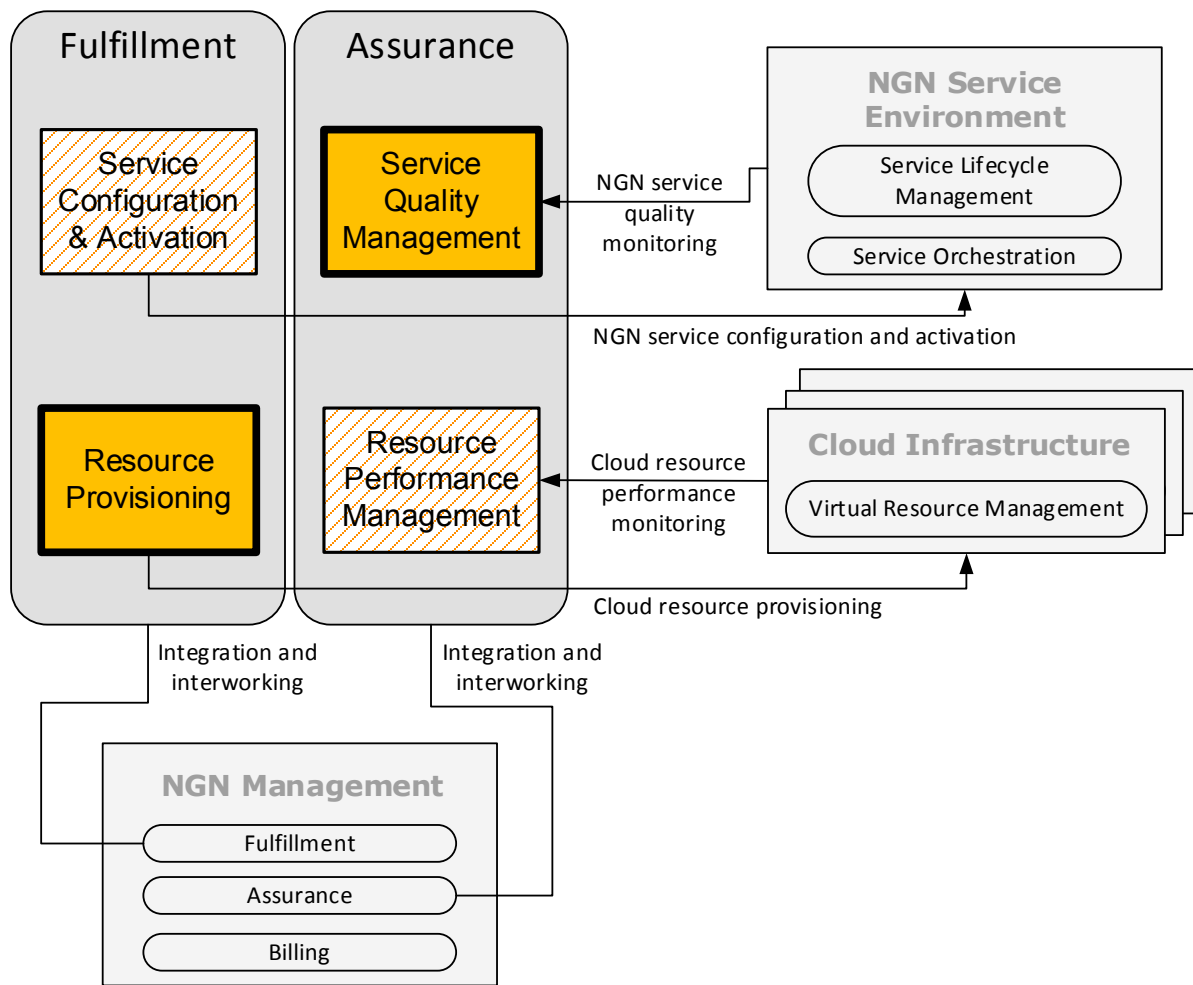 Fulfillment
Assurance
NGN Service
Environment
Service Lifecycle
Management
Service Orchestration
Service
Configuration
& Activation
Service
Quality
Management
NGN service
quality
monitoring
NGN service configuration and activation
Resource
Provisioning
Resource
Performance
Management
Cloud resource
performance
monitoring
Cloud Infrastructure
Virtual Resource Management
Cloud resource provisioning
Integration and
interworking
Integration and
interworking
NGN Management
Fulfillment
Assurance
Billing